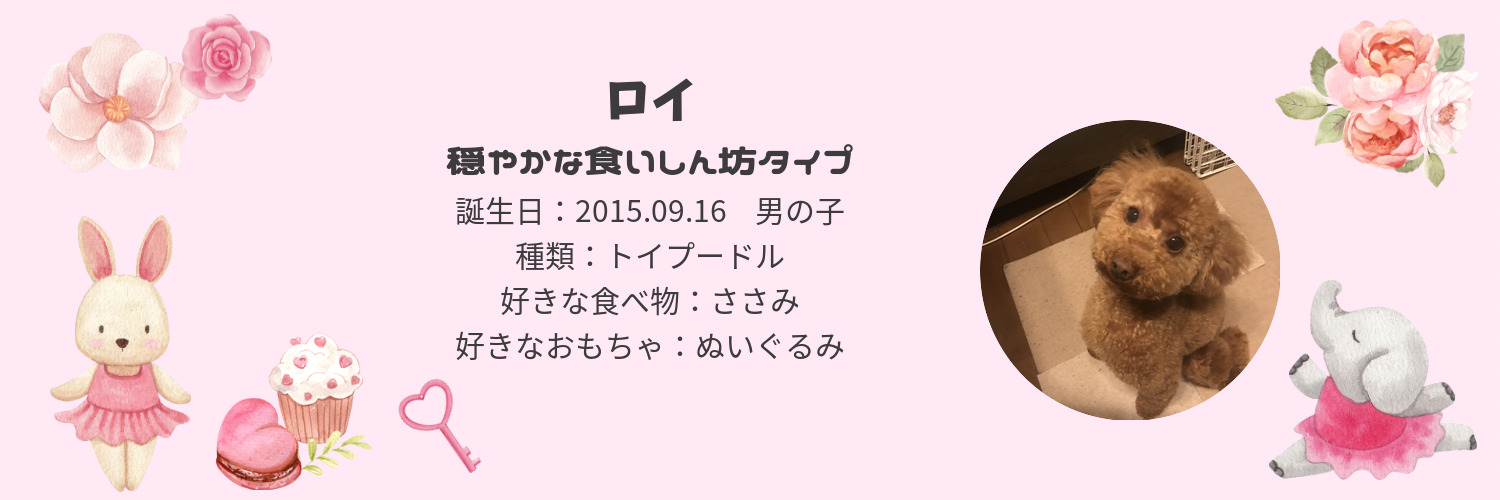 ロイ
穏やかな食いしん坊タイプ
誕生日：2015.09.16　男の子
種類：トイプードル
好きな食べ物：ささみ
好きなおもちゃ：ぬいぐるみ